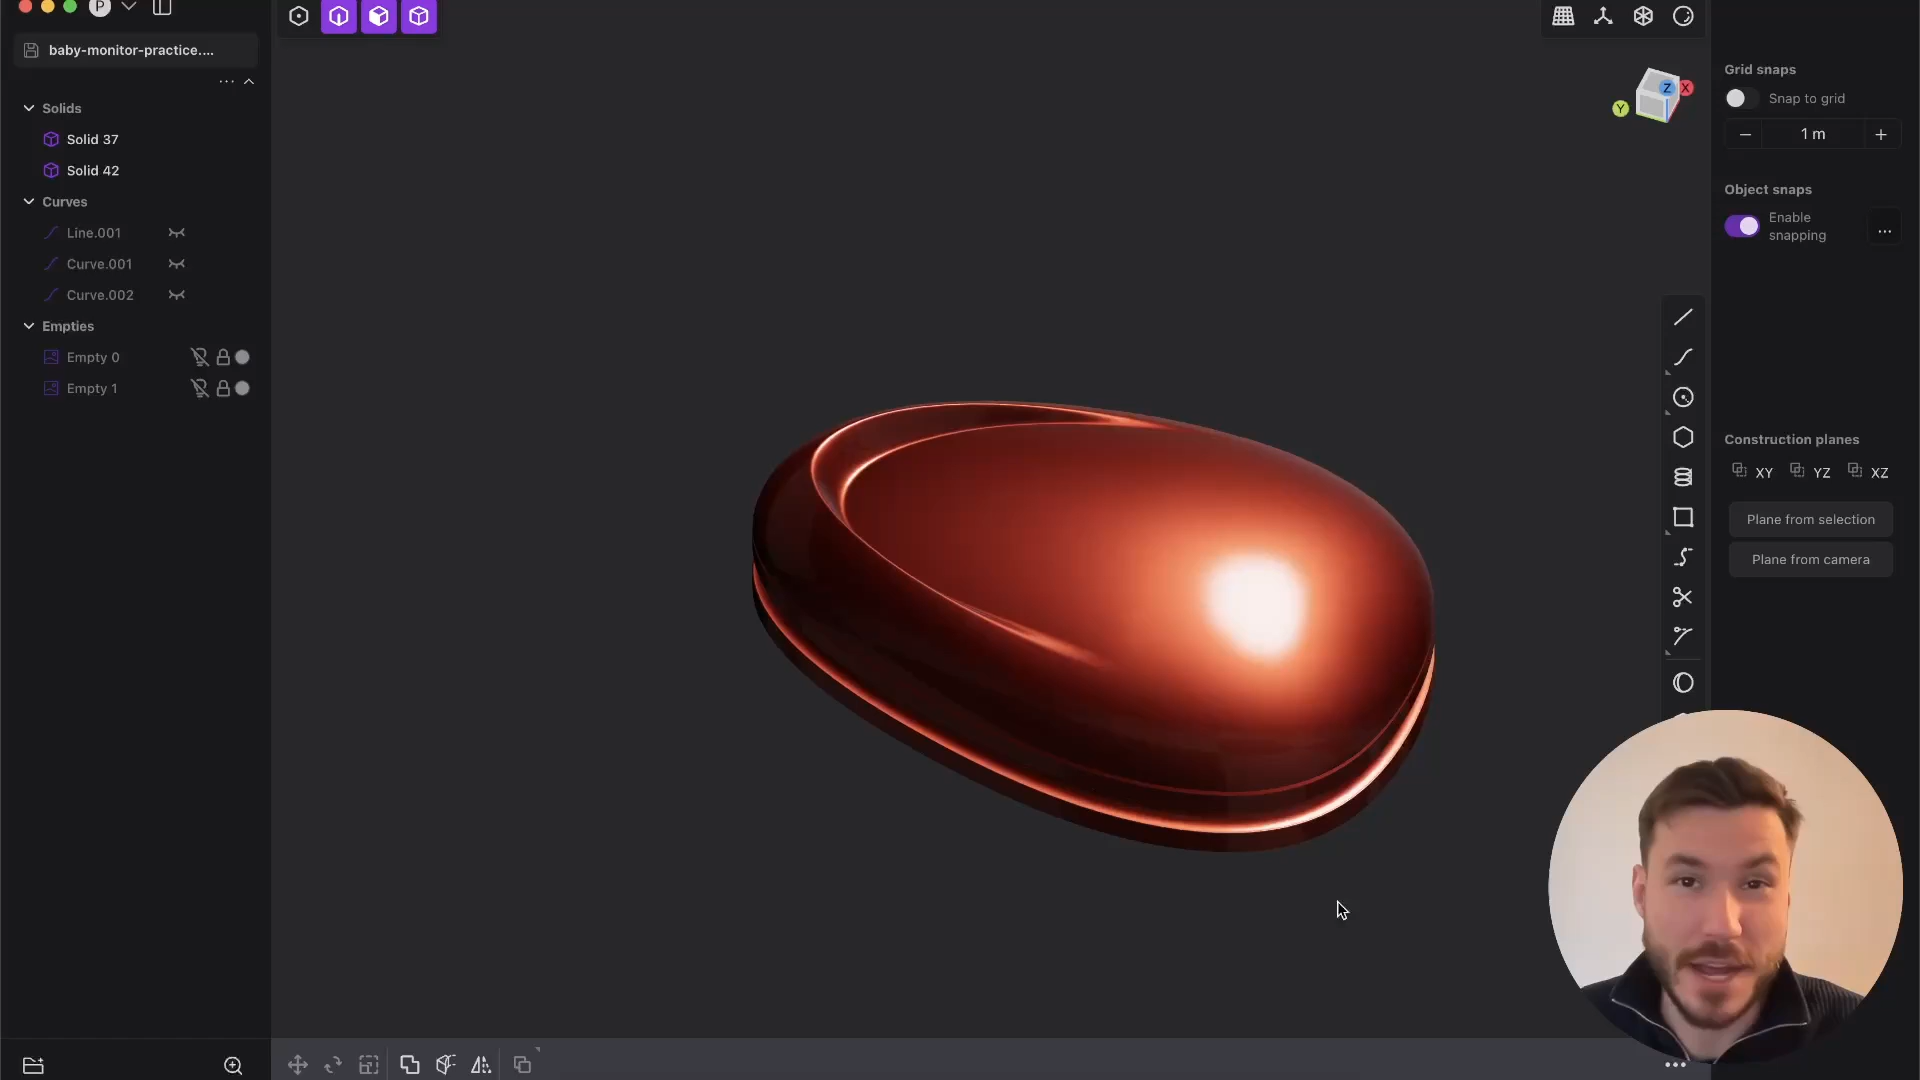 P
baby-monitor-practice....
Solids
Solid 37
Solid 42
Curves
Line.001
Curve.001
Curve.002
Empties
Empty 0
Empty 1
Z
X
Y
Grid snaps
Snap to grid
1 m
Object snaps
Enable
snapping
Construction planes
XY YZ XZ
Plane from selection
Plane from camera